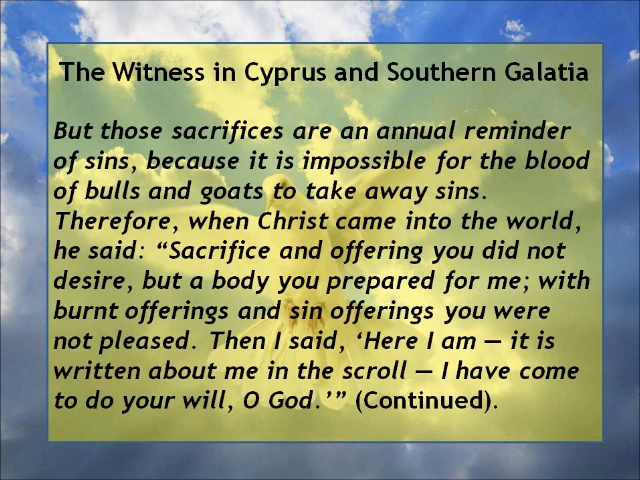 The Witness in Cyprus and Southern Galatia
But those sacrifices are an annual reminder
of sins, because it is impossible for the blood
of bulls and goats to take away sins.
Therefore, when Christ came into the world,
he said: “Sacrifice and offering you did not
desire, but a body you prepared for me; with
burnt offerings and sin offerings you were
not pleased. Then I said, ‘Here I am — it is
written about me in the scroll — I have come
to do your will, O God.’” (Continued).